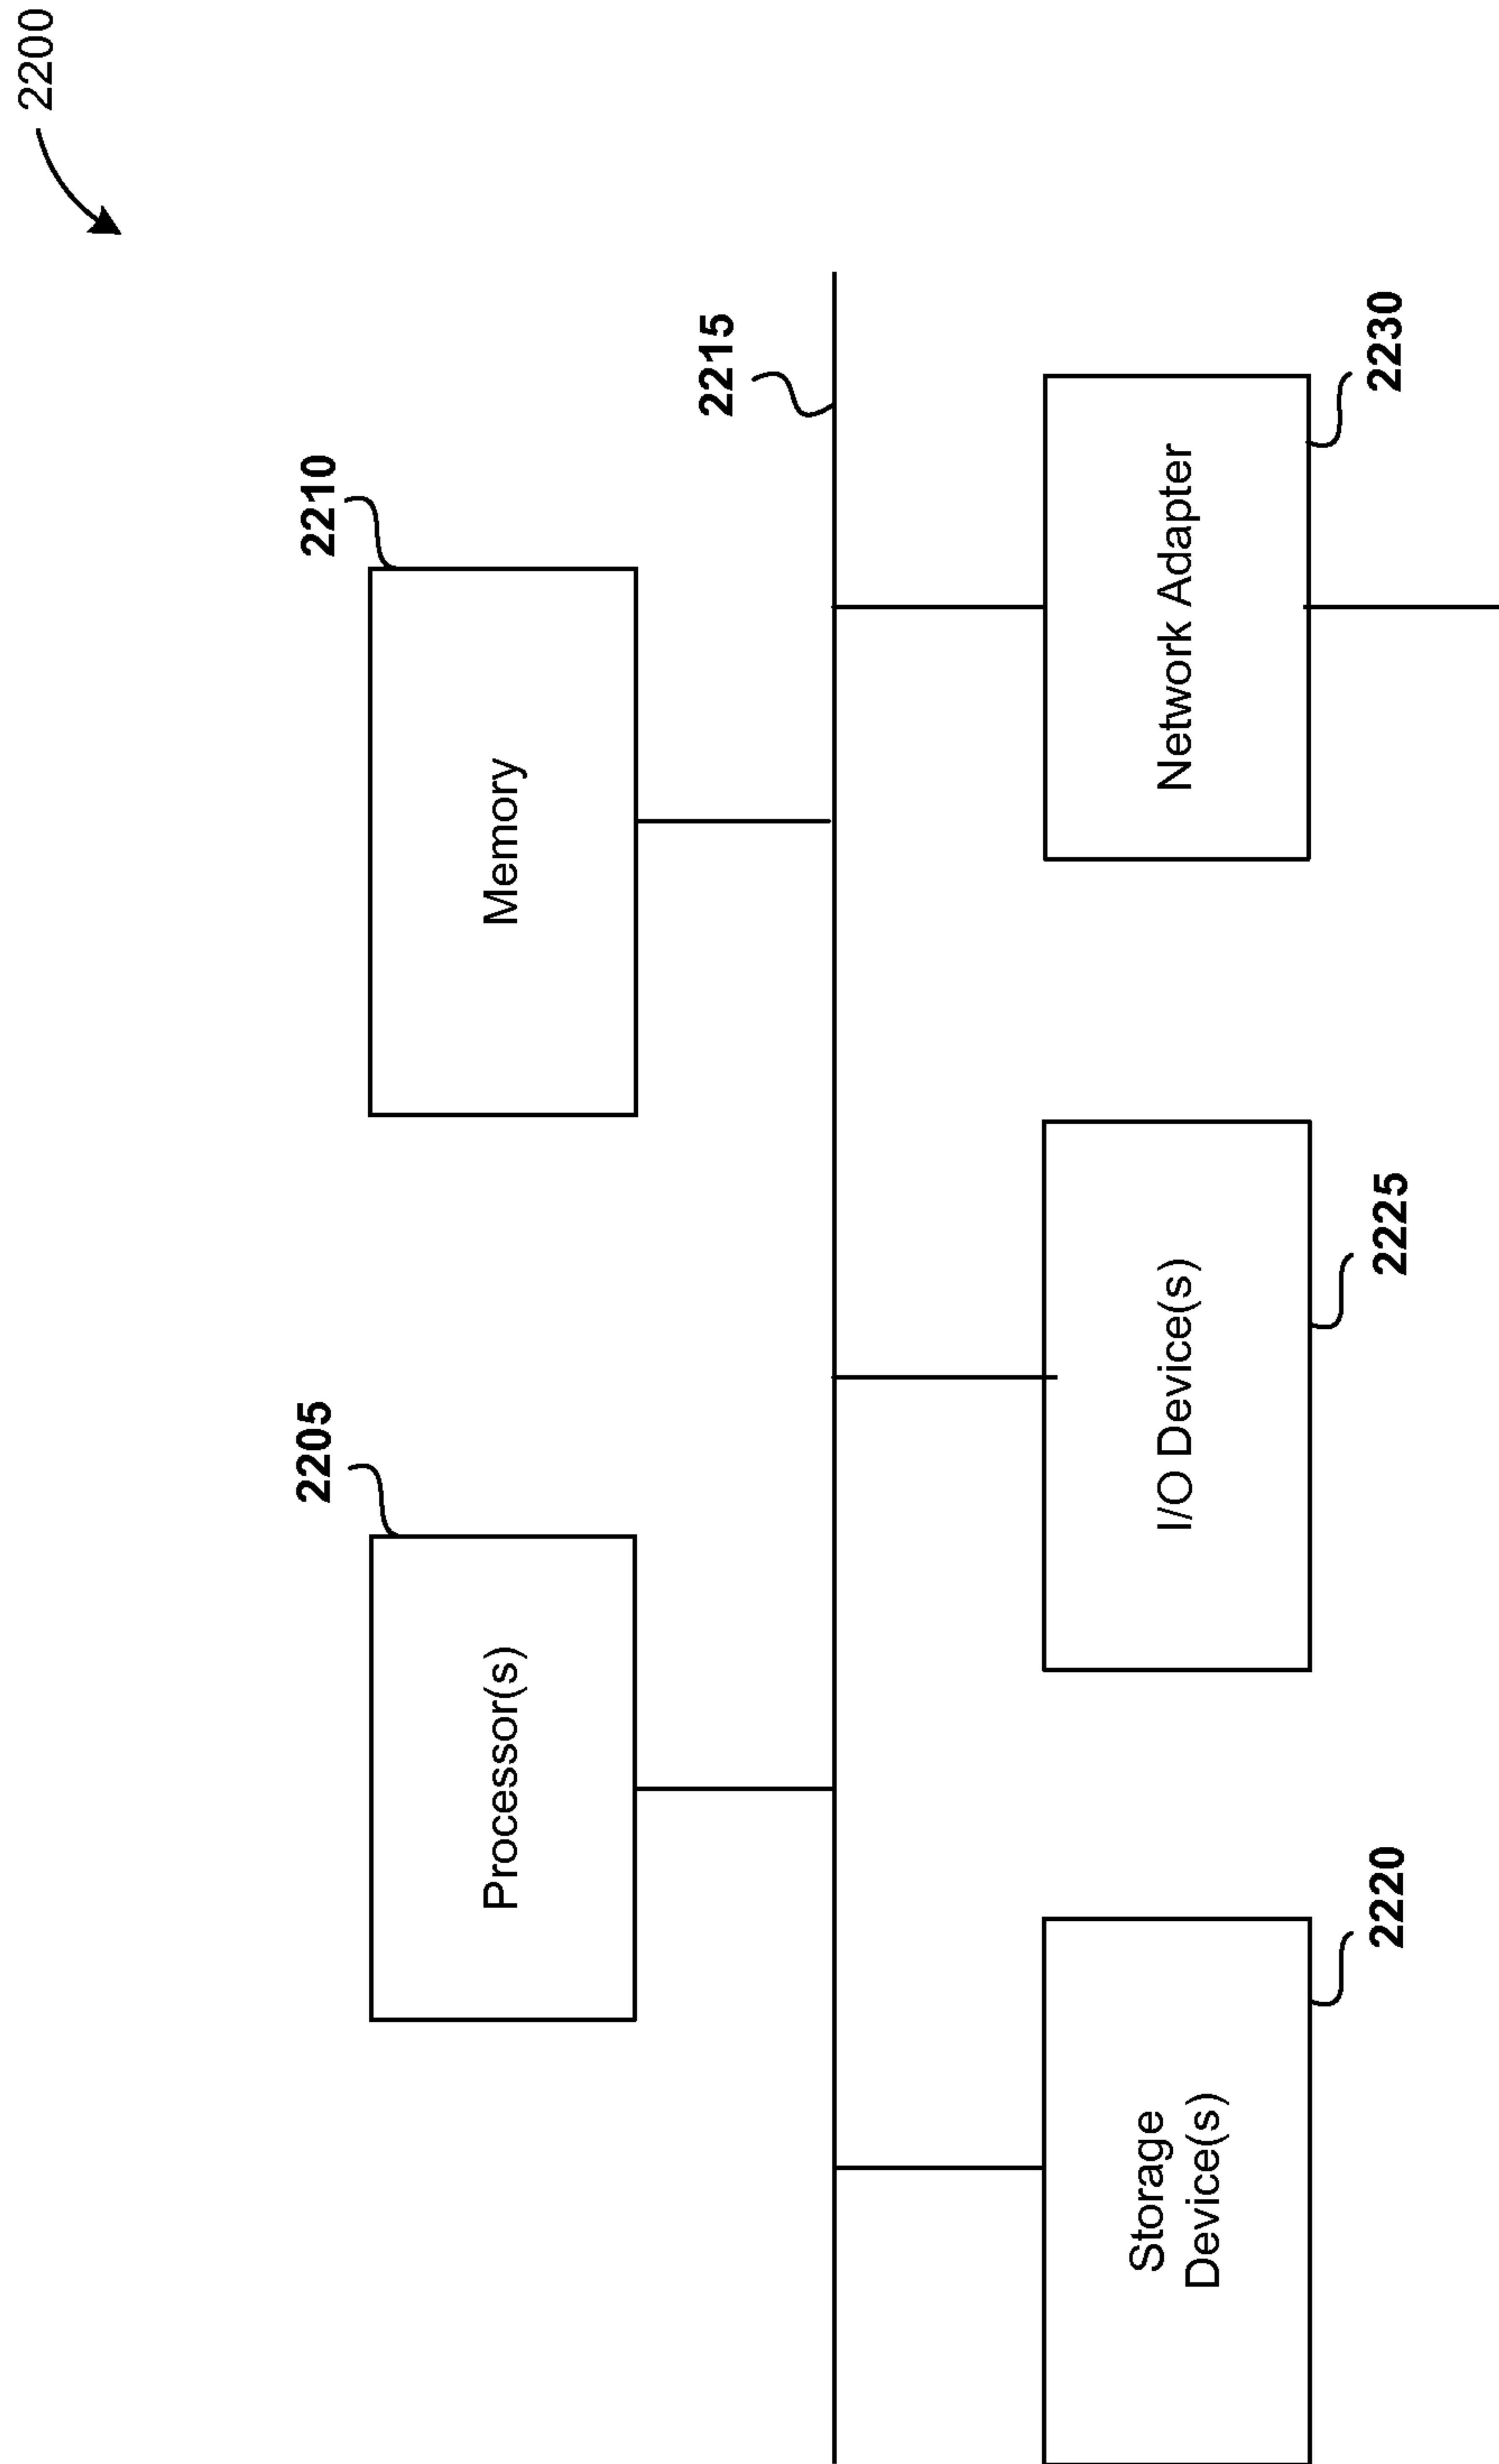 2200
2205
Processor(s)
2210
Memory
2215
Storage
Device(s)
2220
I/O Device(s)
2225
Network Adapter
2230